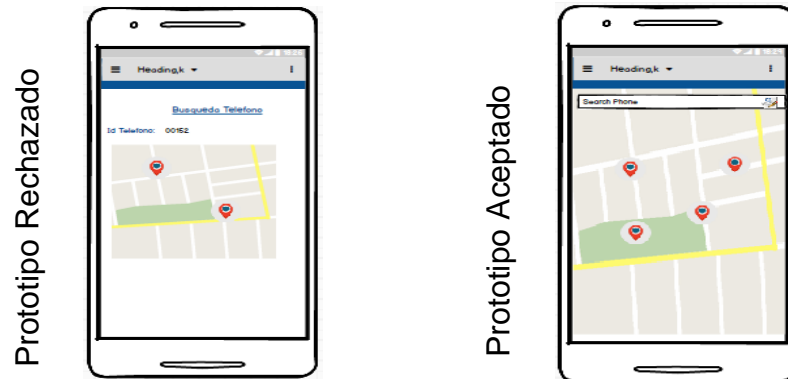 Prototipo Rechazado
Heading,k
Busqueda Telefono
Id Telefono: 00152
Prototipo Aceptado
Heading,k
Search Phone